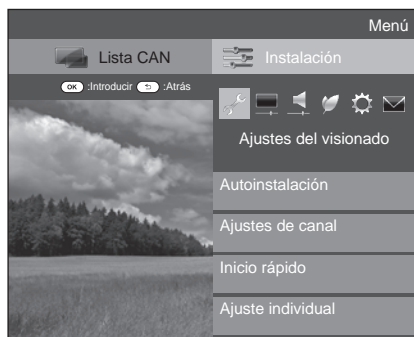 Menú
Lista CAN
Instalación
OK :Introducir :Atrás
Ajustes del visionado
Autoinstalación
Ajustes de canal
Inicio rápido
Ajuste individual